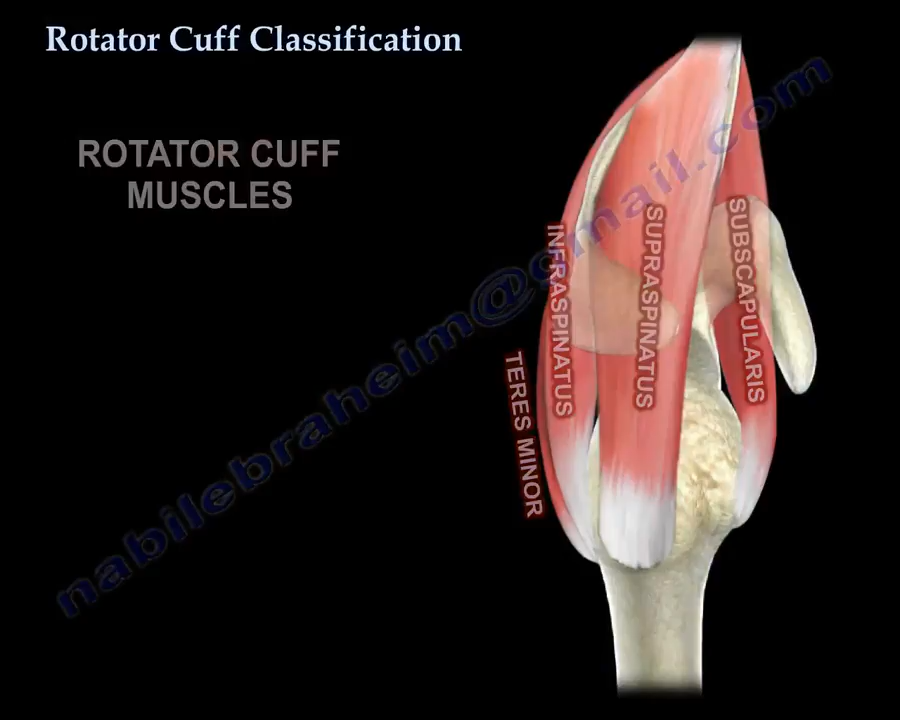 Rotator Cuff Classification
ROTATOR CUFF
MUSCLES
TERES MINOR
INFRASPINATUS
SUPRASPINATUS
SUBSCAPULARIS
nabilebraheim@gmail.com